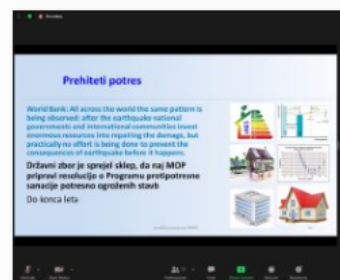 Prehiteti potres
World Bank: All across the world the same pattern is
being observed: after the earthquake national
governments and international communities invest
enormous resources into repairing the damage, but
practically no effort is being done to prevent the
consequences of earthquake before it happens.
Državni zbor je sprejel sklep, da naj MOP
pripravi resolucijo o Programu protipotresne
sanacije potresno ogroženih stavb
Do konca leta